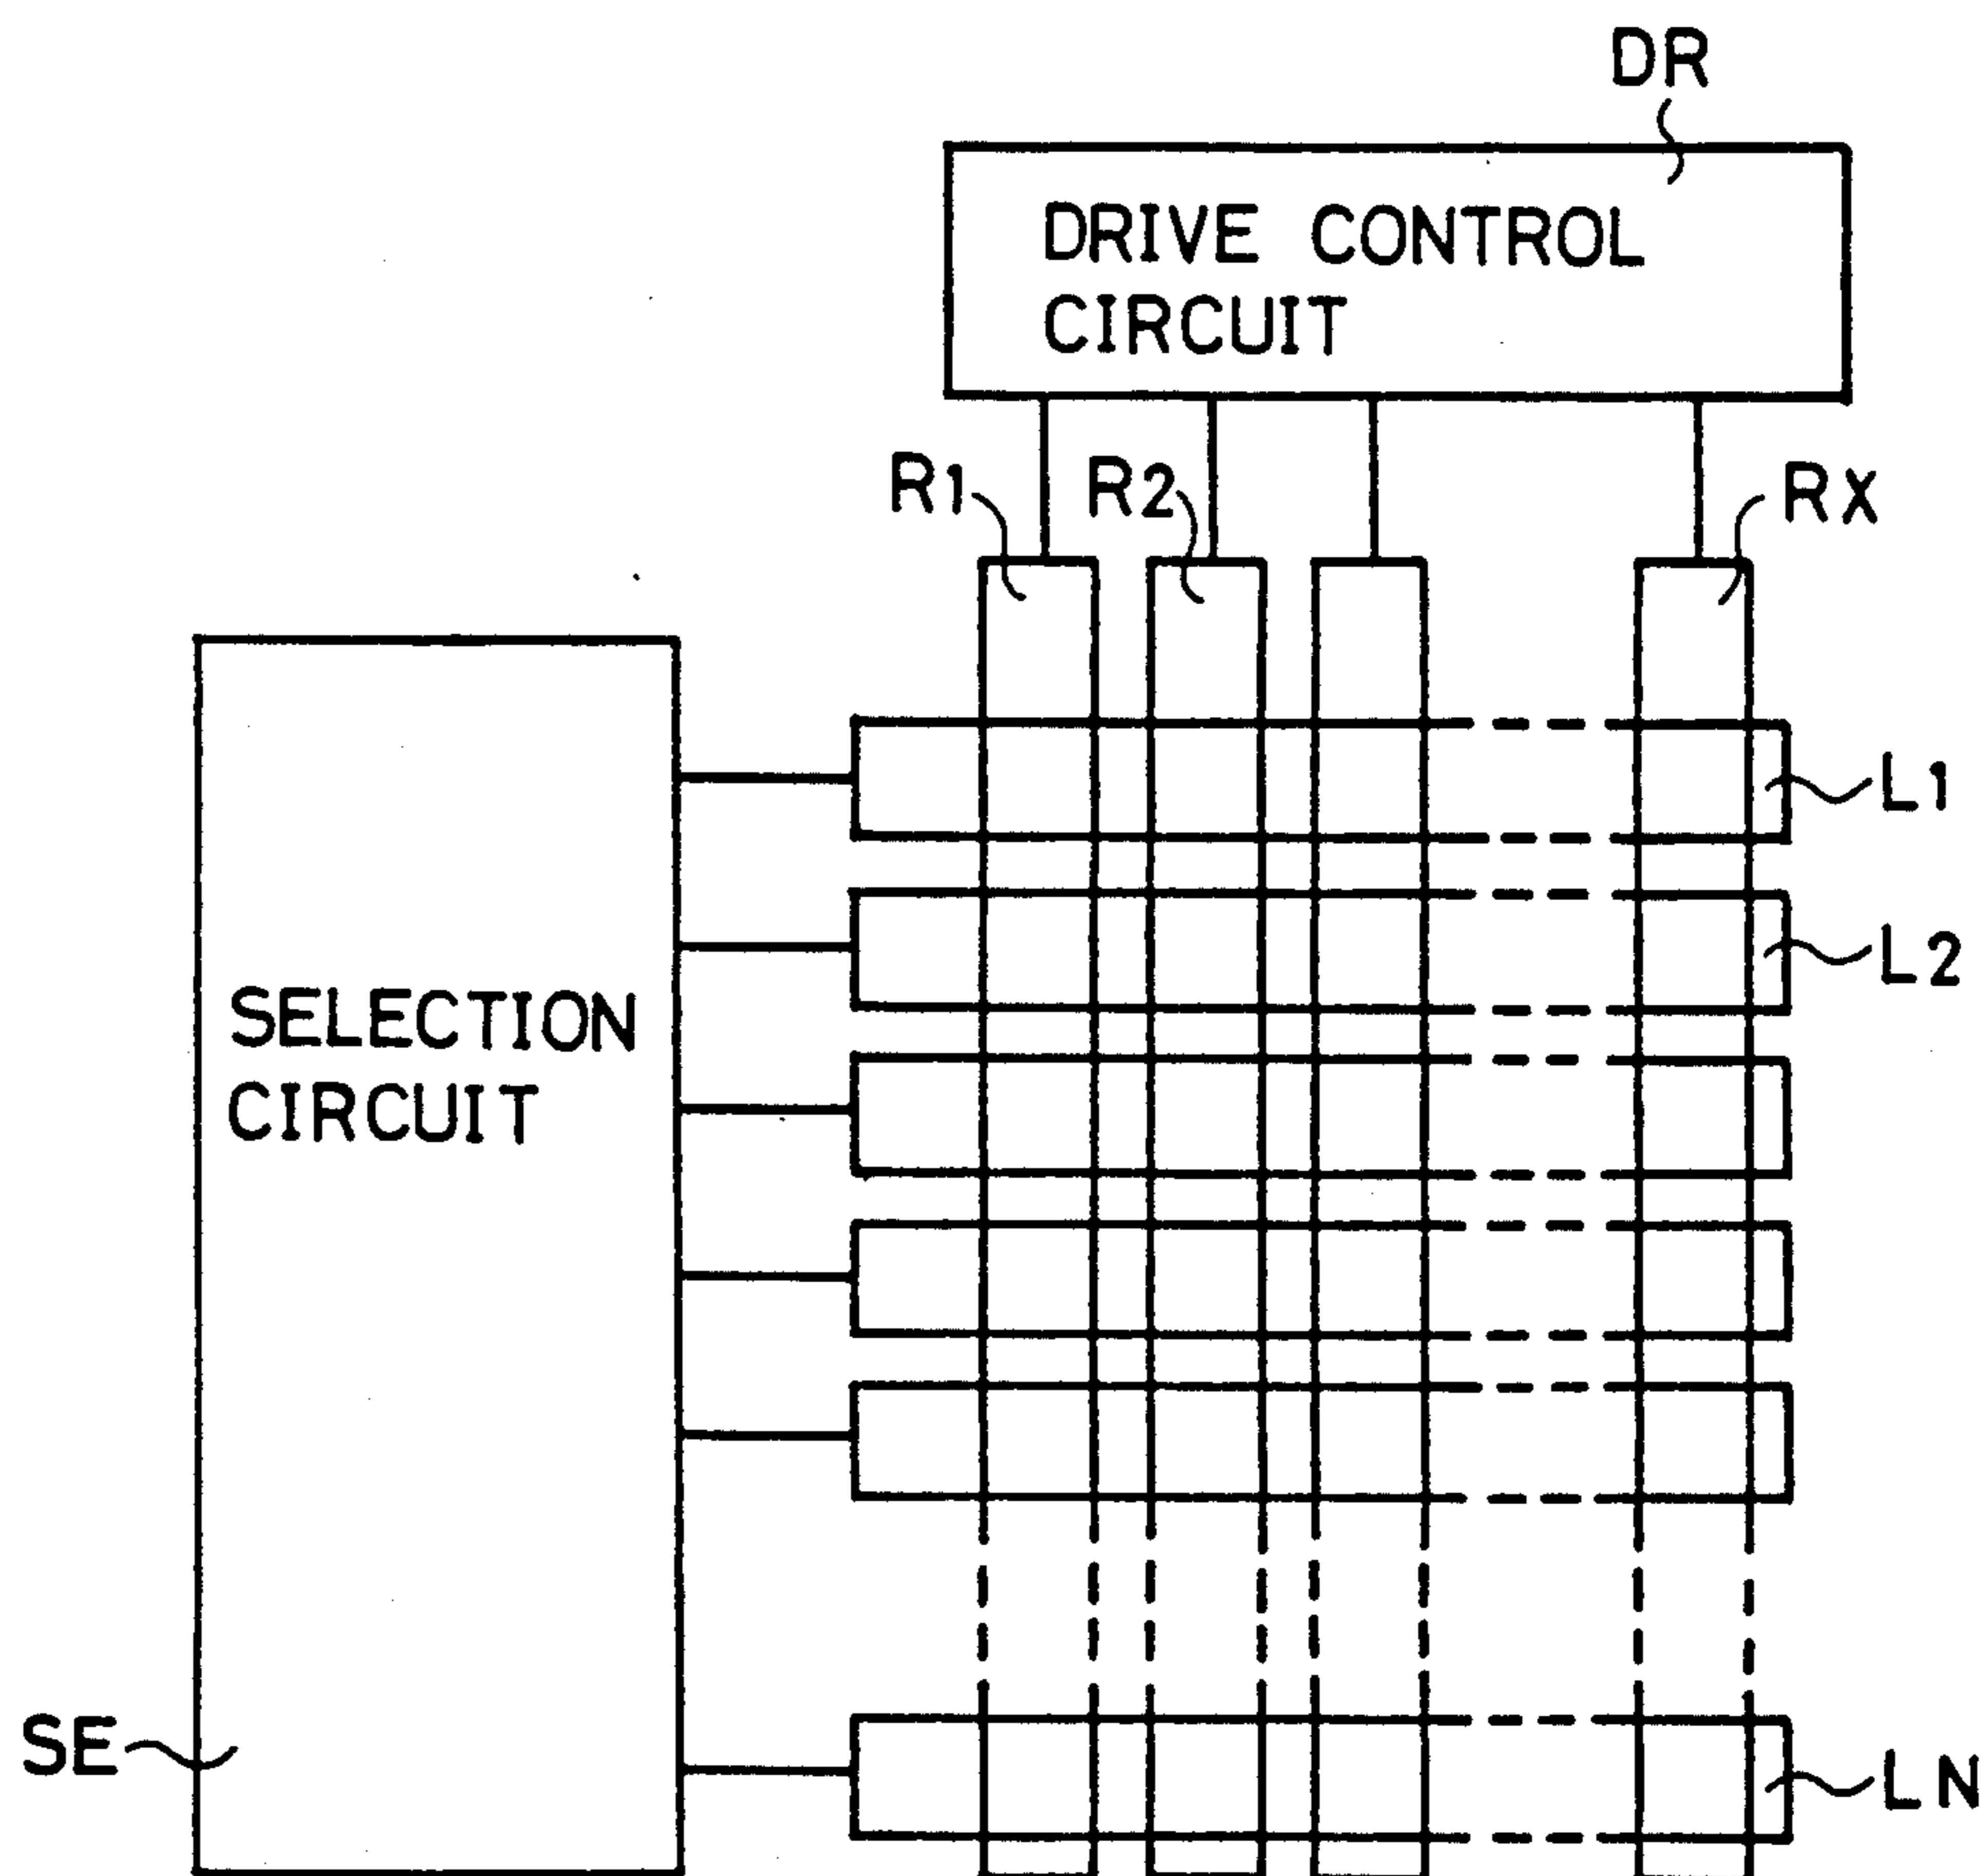 DR
DRIVE CONTROL
CIRCUIT
R1
R2
RX
L1
L2
SELECTION
CIRCUIT
SE
LN